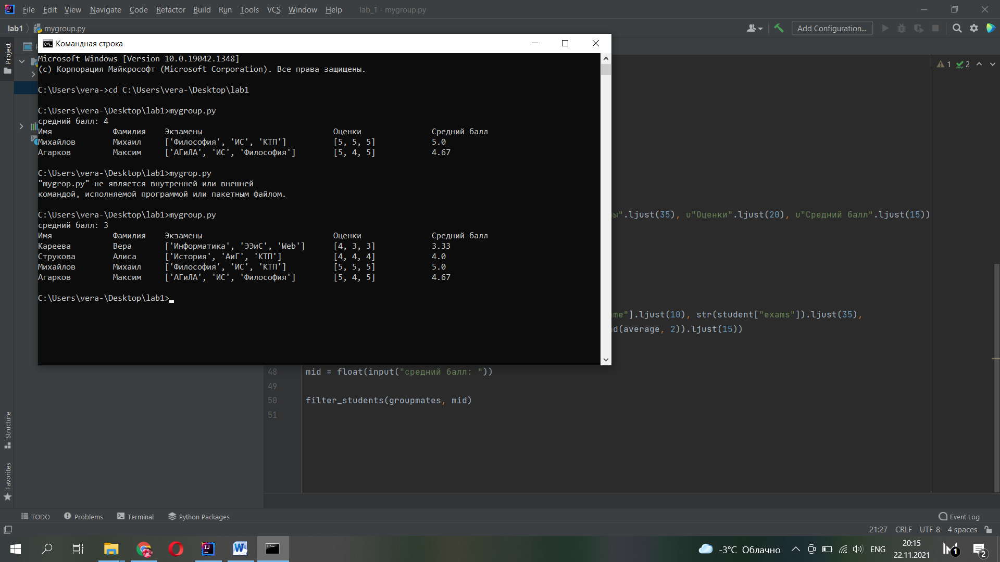 File Edit View Navigate Code Refactor Build Run Tools VCS Window Help lab_1 - mygroup.py
lab1 mygroup.py Add Configuration...
Project
Командная строка
Microsoft Windows [Version 10.0.19042.1348]
(c) Корпорация Майкрософт (Microsoft Corporation). Все права защищены.
1 2
C:\Users\vera->cd C:\Users\vera-\Desktop\lab1
C:\Users\vera-\Desktop\lab1>mygroup.py
средний балл: 4
Имя Фамилия Экзамены Оценки Средний балл
Михайлов Михаил ['Философия', 'ИС', 'КТП'] [5, 5, 5] 5.0
Агарков Максим ['АГиЛА', 'ИС', 'Философия'] [5, 4, 5] 4.67
C:\Users\vera-\Desktop\lab1>mygrop.py
"mygrop.py" не является внутренней или внешней
командой, исполняемой программой или пакетным файлом.
C:\Users\vera-\Desktop\lab1>mygroup.py
средний балл: 3
Имя Фамилия Экзамены Оценки Средний балл
Кареева Вера ['Информатика', 'ЭЭиС', 'Web'] [4, 3, 3] 3.33
Струкова Алиса ['История', 'АиГ', 'КТП'] [4, 4, 4] 4.0
Михайлов Михаил ['Философия', 'ИС', 'КТП'] [5, 5, 5] 5.0
Агарков Максим ['АГиЛА', 'ИС', 'Философия'] [5, 4, 5] 4.67
C:\Users\vera-\Desktop\lab1>
ы".ljust(35), u"Оценки".ljust(20), u"Средний балл".ljust(15))
me"].ljust(10), str(student["exams"]).ljust(35),
d(average, 2)).ljust(15))
48 mid = float(input("средний балл: "))
49
50 filter_students(groupmates, mid)
51
Structure
Favorites
TODO Problems Terminal Python Packages Event Log
21:27 CRLF UTF-8 4 spaces
-3°C Облачно ENG 20:15
22.11.2021
1 2